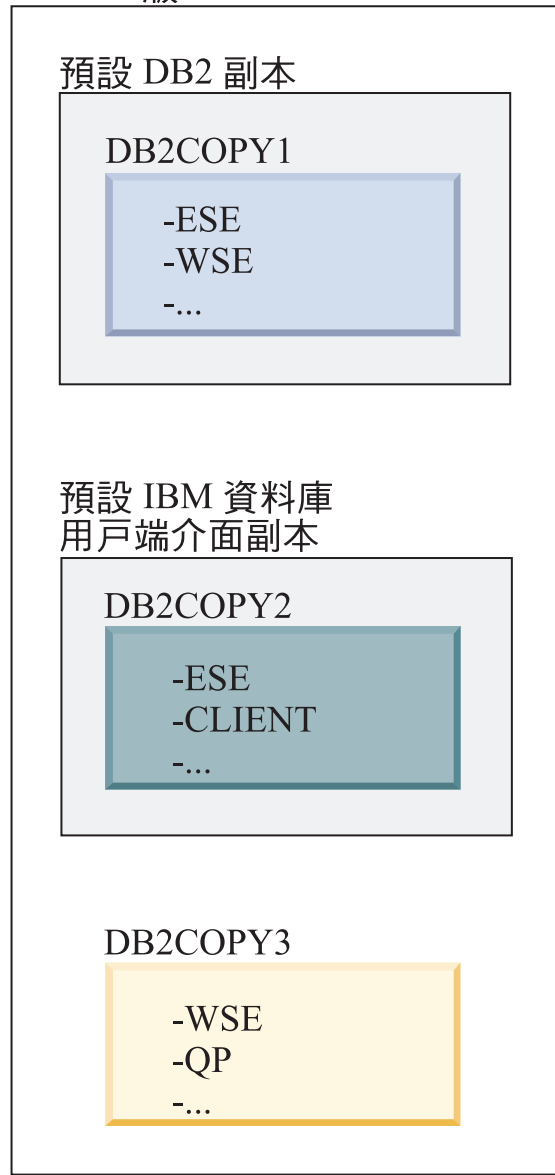 預設 DB2 副本
DB2COPY1
-ESE
-WSE
-...
預設 IBM 資料庫
用戶端介面副本
DB2COPY2
-ESE
-CLIENT
-...
DB2COPY3
-WSE
-QP
-...